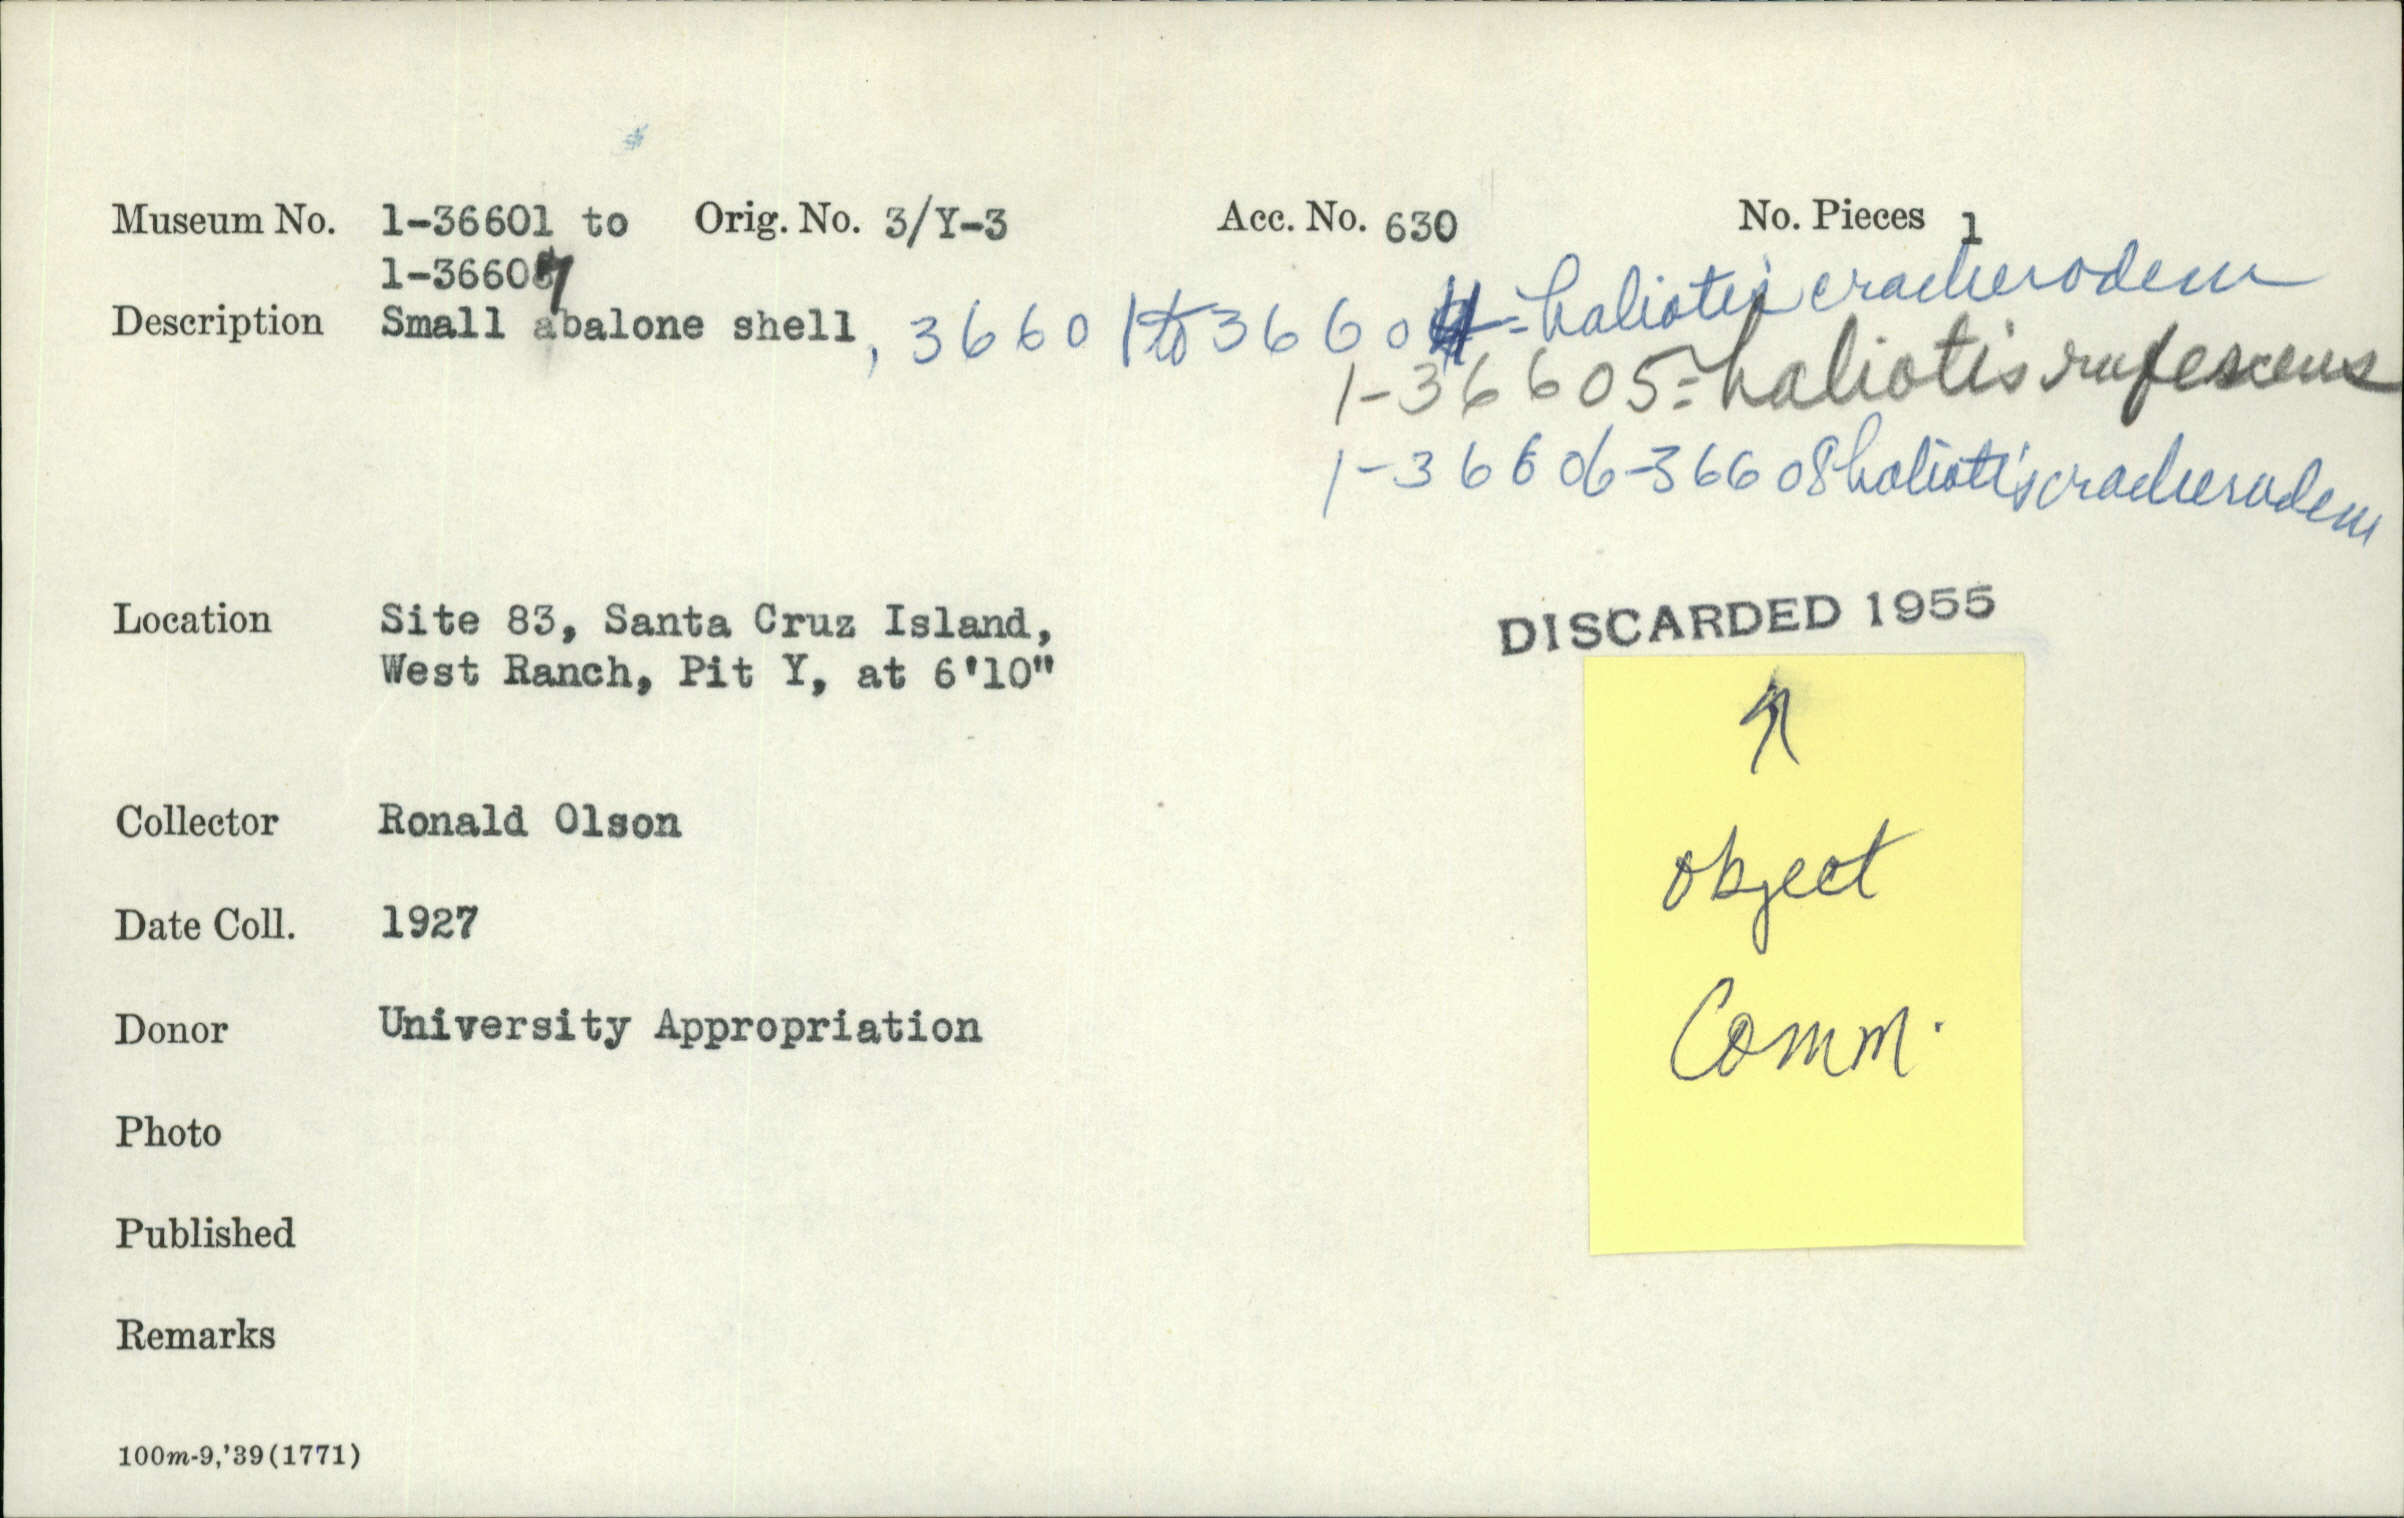 Museum No. 1-36601 to Orig. No. 3/Y-3 Acc. No. 630 No. Pieces 1
1-36607
Description Small abalone shell, 36601 to 36604 = haliotis cracherodeus
1-36605 = haliotis rufescens
1-36606-36608 haliotis cracherodeus
Location Site 83, Santa Cruz Island,
West Ranch, Pit Y, at 6'10"
DISCARDED 1955
object
Comm.
Collector Ronald Olson
Date Coll. 1927
Donor University Appropriation
Photo
Published
Remarks
100m-9,'39(1771)